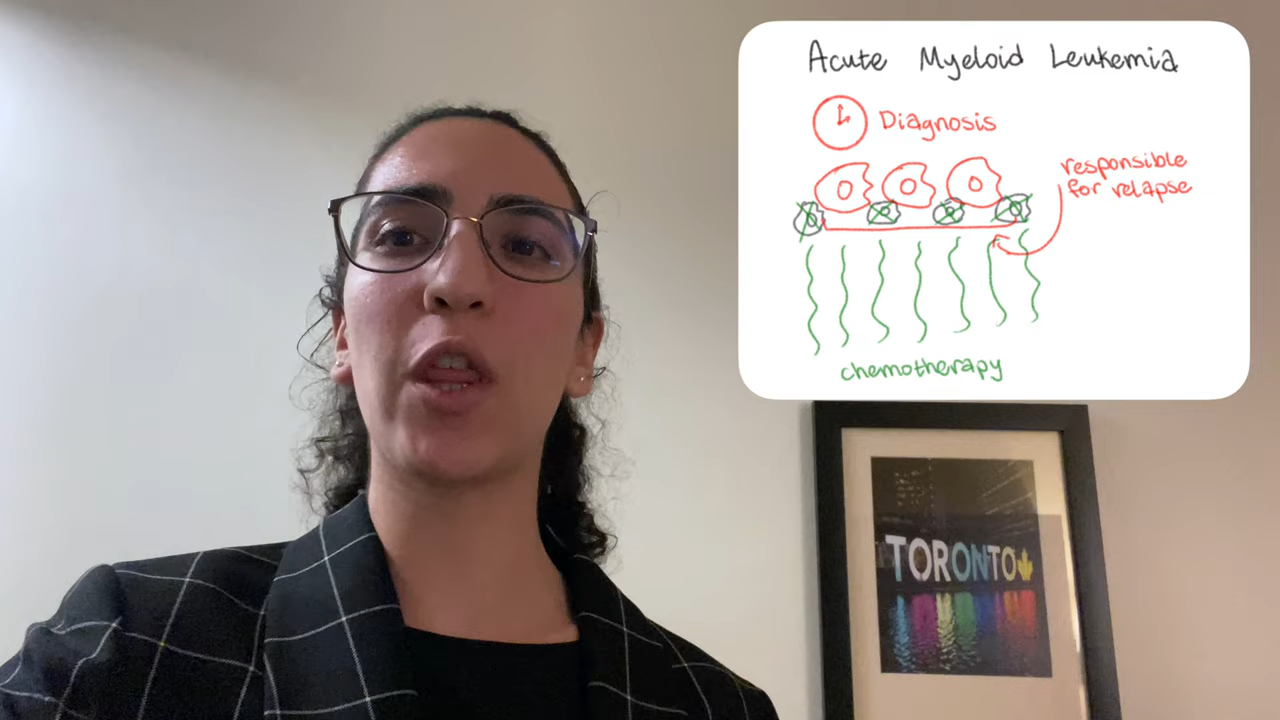 Acute Myeloid Leukemia
Diagnosis
responsible
for relapse
chemotherapy
TORONTO